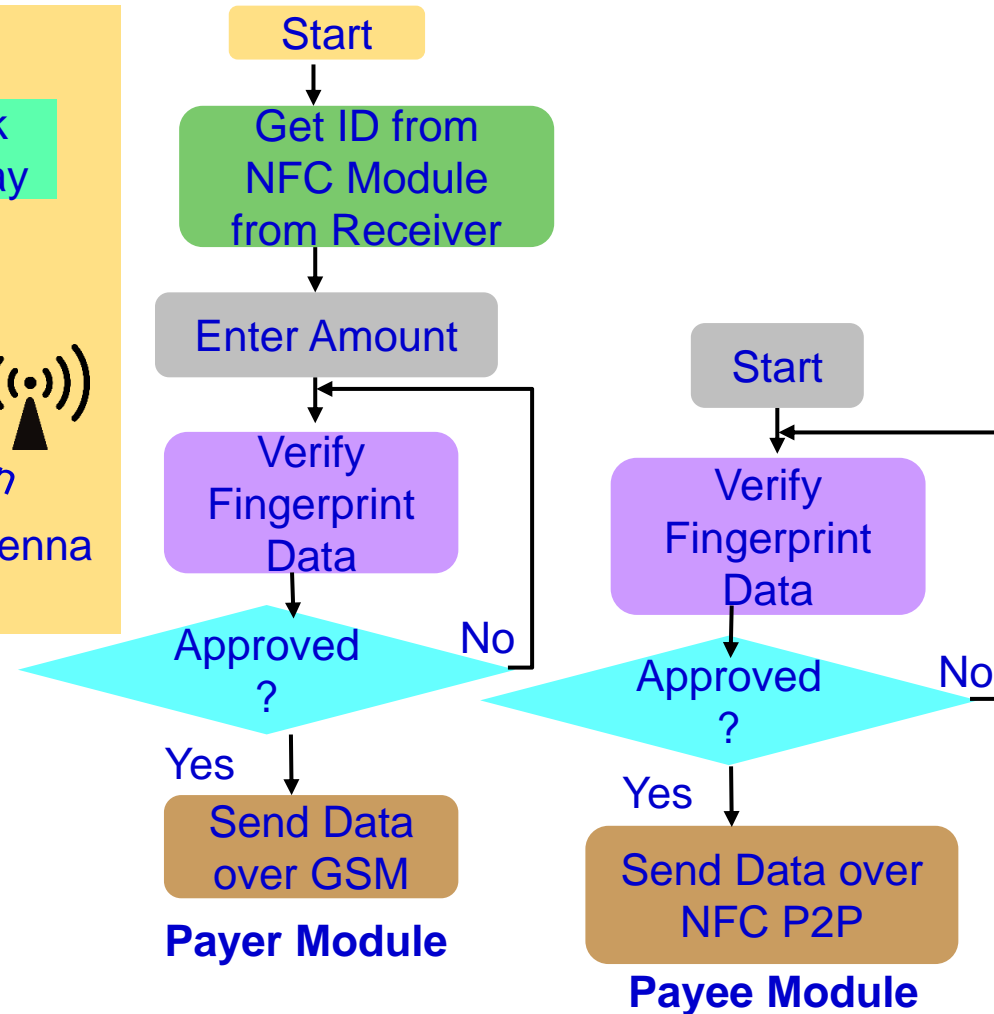 Start
Get ID from
NFC Module
from Receiver
Enter Amount
Verify
Fingerprint
Data
Approved
?
No
Yes
Send Data
over GSM
Payer Module
Start
Verify
Fingerprint
Data
Approved
?
No
Yes
Send Data over
NFC P2P
Payee Module